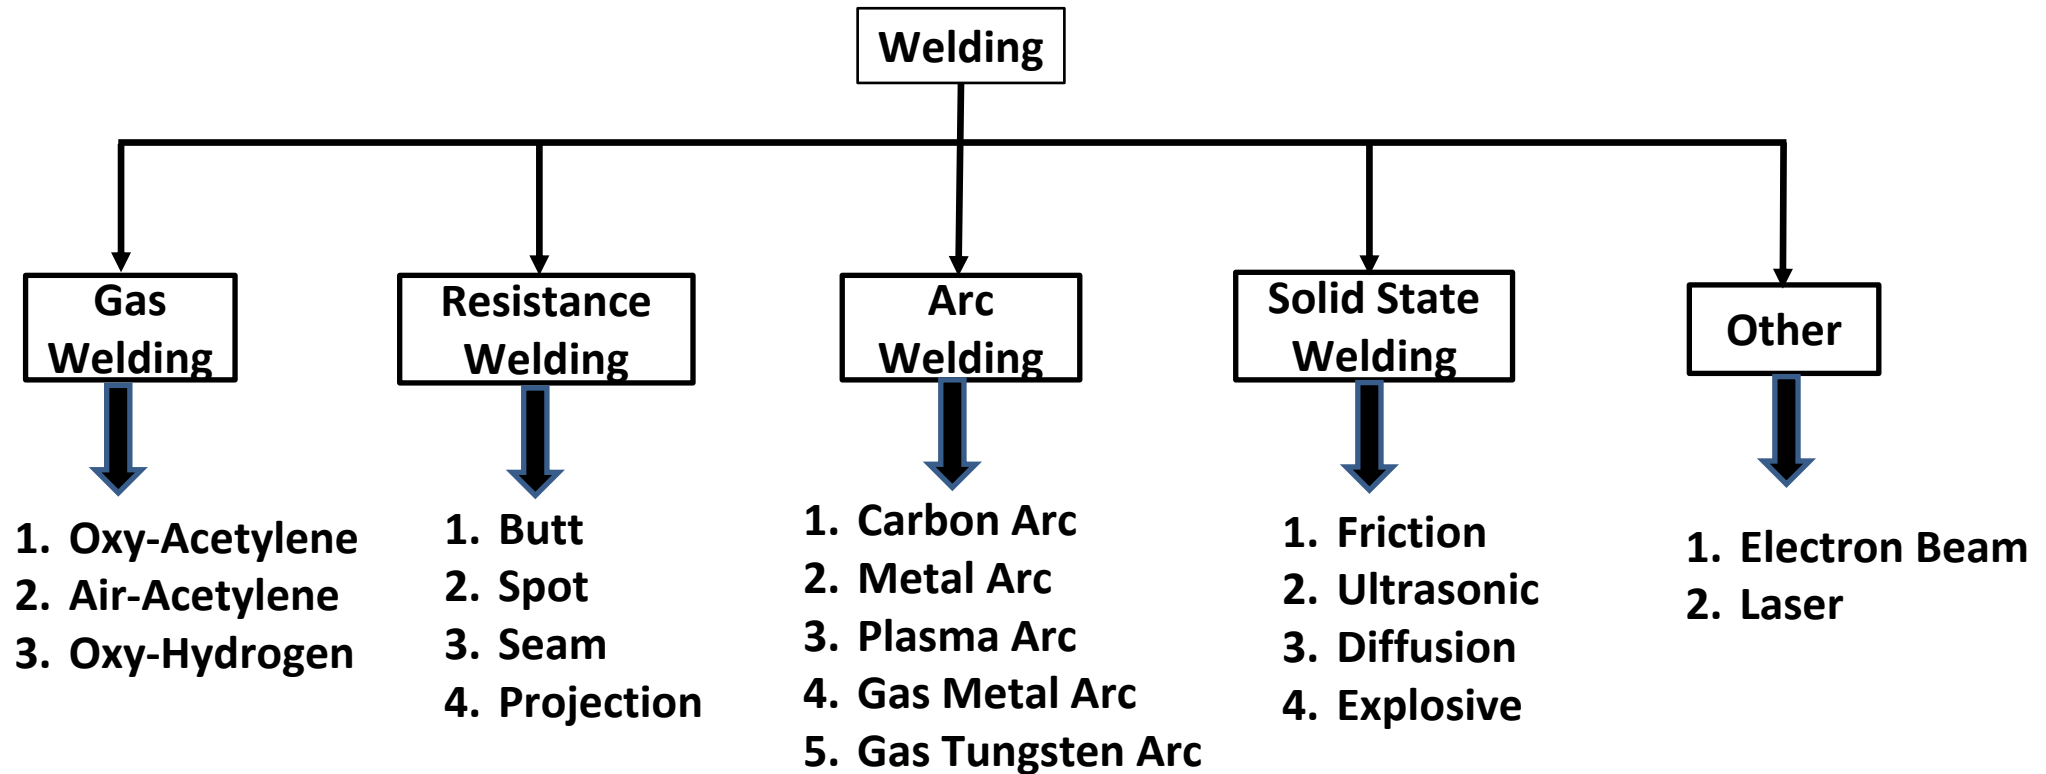 Welding
Gas
Welding
Resistance
Welding
Arc
Welding
Solid State
Welding
Other
1. Oxy-Acetylene
2. Air-Acetylene
3. Oxy-Hydrogen
1. Butt
2. Spot
3. Seam
4. Projection
1. Carbon Arc
2. Metal Arc
3. Plasma Arc
4. Gas Metal Arc
5. Gas Tungsten Arc
1. Friction
2. Ultrasonic
3. Diffusion
4. Explosive
1. Electron Beam
2. Laser